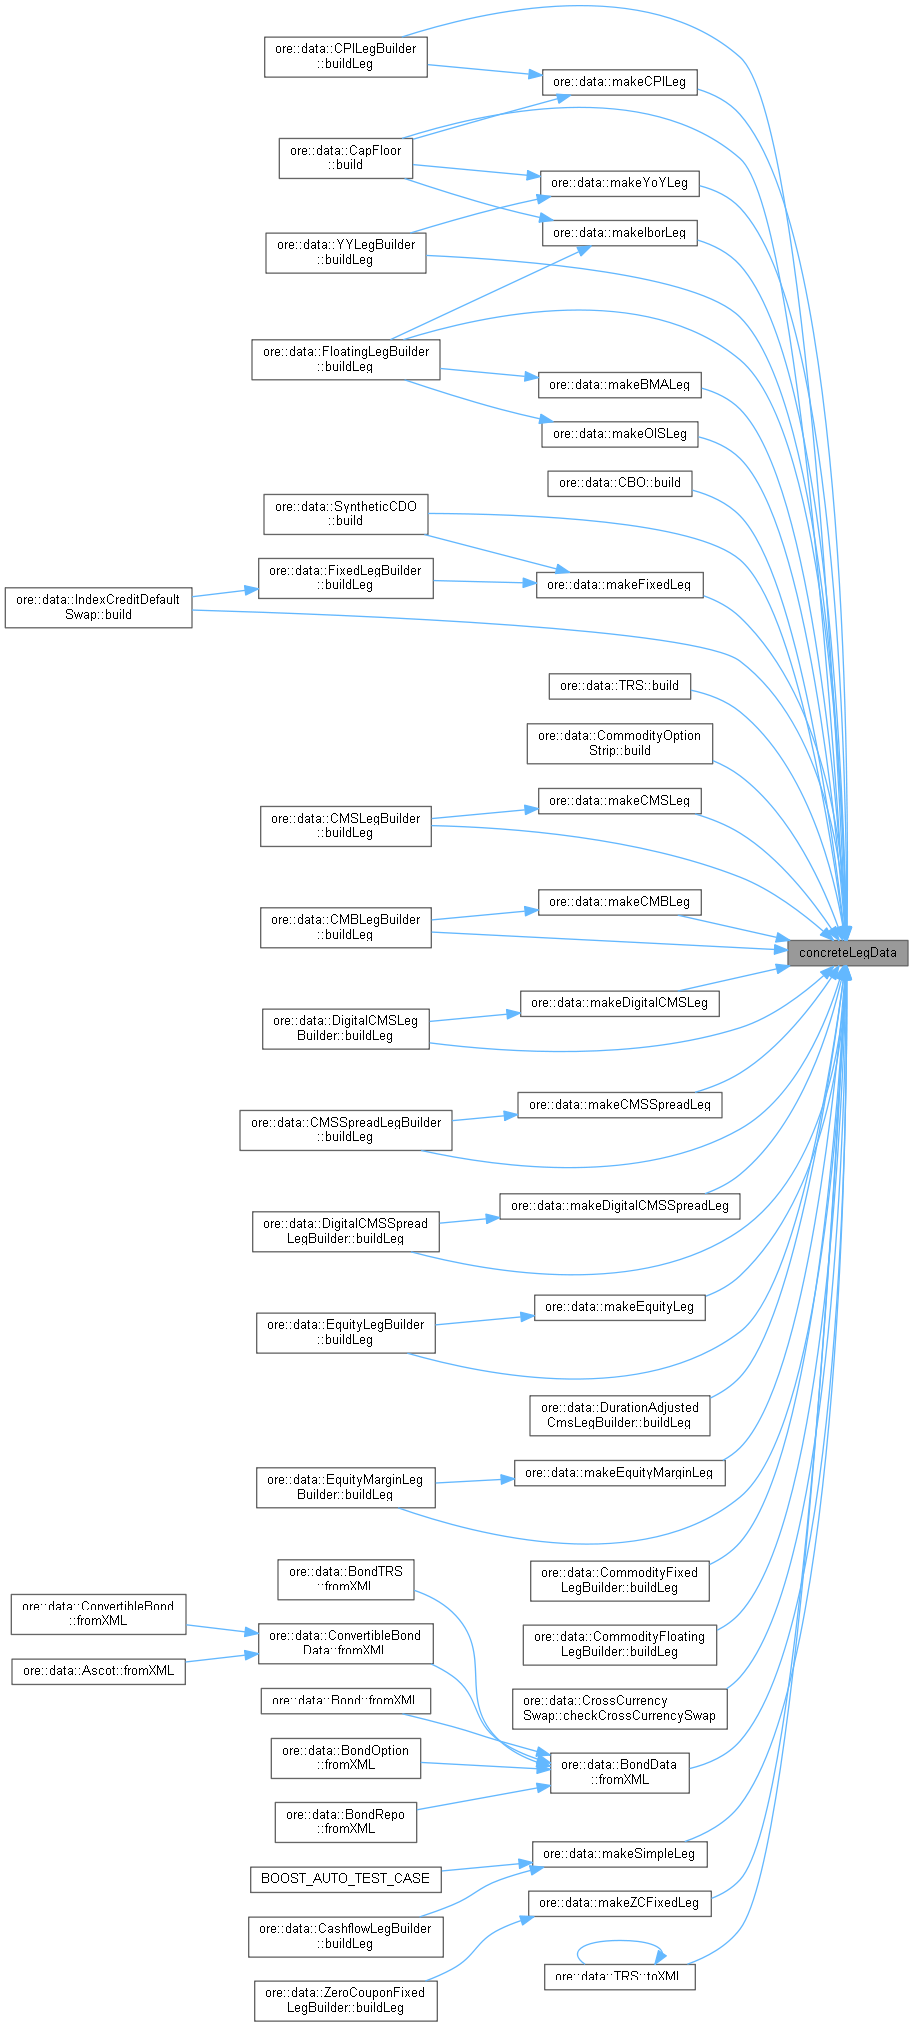 ore::data::CPILegBuilder
::buildLeg
ore::data::makeCPILeg
ore::data::CapFloor
::build
ore::data::makeYoYLeg
ore::data::makeIborLeg
ore::data::YYLegBuilder
::buildLeg
ore::data::FloatingLegBuilder
::buildLeg
ore::data::makeBMALeg
ore::data::makeOISLeg
ore::data::CBO::build
ore::data::SyntheticCDO
::build
ore::data::FixedLegBuilder
::buildLeg
ore::data::makeFixedLeg
ore::data::IndexCreditDefault
Swap::build
ore::data::TRS::build
ore::data::CommodityOption
Strip::build
ore::data::makeCMSLeg
ore::data::CMSLegBuilder
::buildLeg
ore::data::makeCMBLeg
ore::data::CMBLegBuilder
::buildLeg
concreteLegData
ore::data::makeDigitalCMSLeg
ore::data::DigitalCMSLeg
Builder::buildLeg
ore::data::makeCMSSpreadLeg
ore::data::CMSSpreadLegBuilder
::buildLeg
ore::data::makeDigitalCMSSpreadLeg
ore::data::DigitalCMSSpread
LegBuilder::buildLeg
ore::data::makeEquityLeg
ore::data::EquityLegBuilder
::buildLeg
ore::data::DurationAdjusted
CmsLegBuilder::buildLeg
ore::data::makeEquityMarginLeg
ore::data::EquityMarginLeg
Builder::buildLeg
ore::data::BondTRS
::fromXML
ore::data::CommodityFixed
LegBuilder::buildLeg
ore::data::ConvertibleBond
::fromXML
ore::data::ConvertibleBond
Data::fromXML
ore::data::CommodityFloating
LegBuilder::buildLeg
ore::data::Ascot::fromXML
ore::data::Bond::fromXML
ore::data::CrossCurrency
Swap::checkCrossCurrencySwap
ore::data::BondOption
::fromXML
ore::data::BondData
::fromXML
ore::data::BondRepo
::fromXML
ore::data::makeSimpleLeg
BOOST_AUTO_TEST_CASE
ore::data::makeZCFixedLeg
ore::data::CashflowLegBuilder
::buildLeg
ore::data::TRS::toXML
ore::data::ZeroCouponFixed
LegBuilder::buildLeg